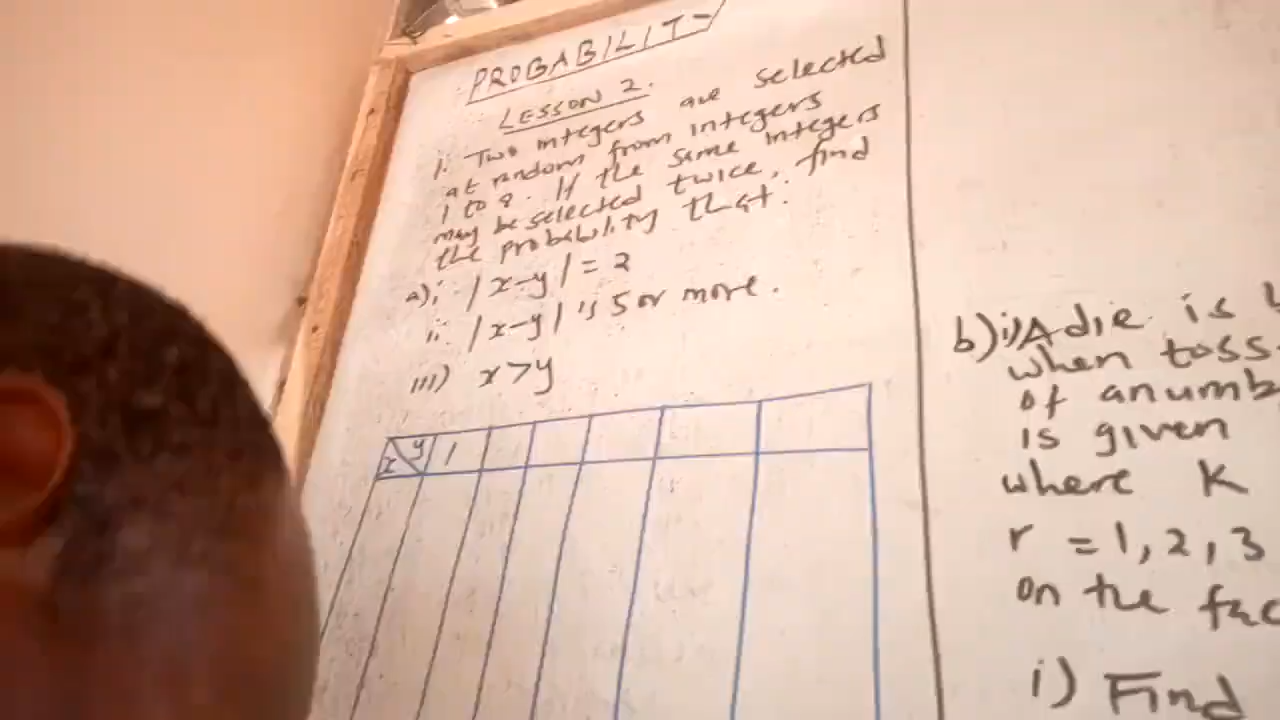 PROBABILITY
LESSON 2.
1. Two integers are selected
at random from integers
1 to 8. If the same integers
may be selected twice, find
the probability that:
a) i. |x-y| = 2
ii. |x-y| is 5 or more.
iii) x>y
x y 1
b) i) A die is
when toss
of a numb
is given
where K
r = 1, 2, 3
on the fac
i) Find